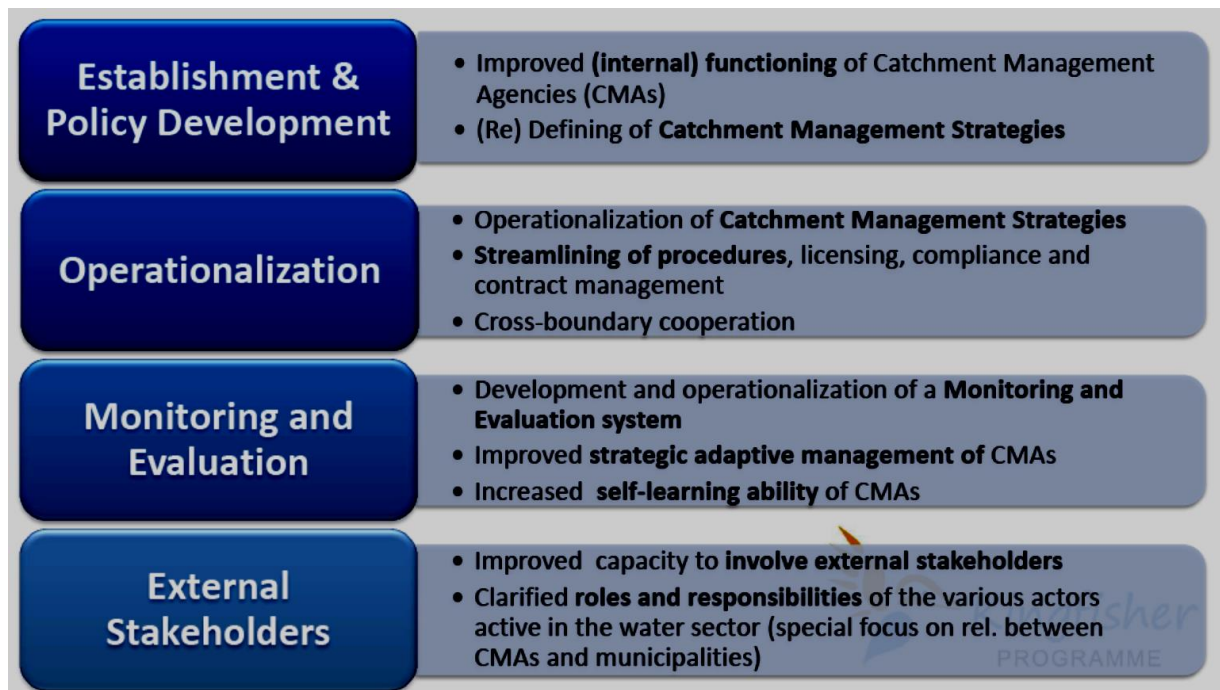 Establishment &
Policy Development
• Improved (internal) functioning of Catchment Management
Agencies (CMAs)
• (Re) Defining of Catchment Management Strategies
Operationalization
• Operationalization of Catchment Management Strategies
• Streamlining of procedures, licensing, compliance and
contract management
• Cross-boundary cooperation
Monitoring and
Evaluation
• Development and operationalization of a Monitoring and
Evaluation system
• Improved strategic adaptive management of CMAs
• Increased self-learning ability of CMAs
External
Stakeholders
• Improved capacity to involve external stakeholders
• Clarified roles and responsibilities of the various actors
active in the water sector (special focus on rel. between
CMAs and municipalities)
Kingfisher
PROGRAMME